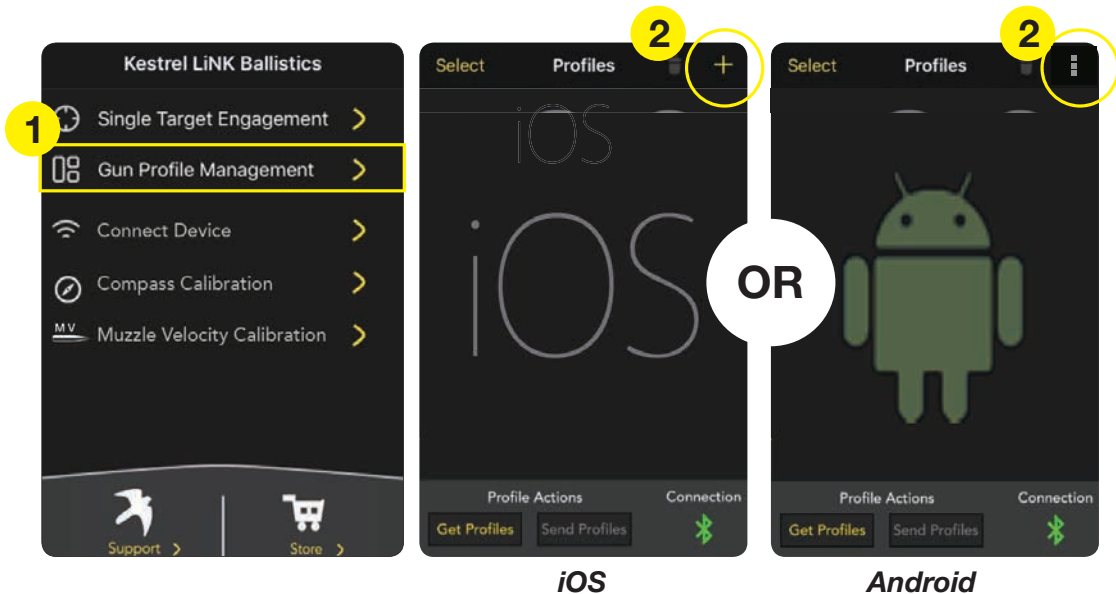 1
Kestrel LiNK Ballistics
Single Target Engagement
Gun Profile Management
Connect Device
Compass Calibration
MV Muzzle Velocity Calibration
Support
Store
2
Select Profiles +
iOS
iOS
Profile Actions Connection
Get Profiles Send Profiles
iOS
OR
2
Select Profiles
Profile Actions Connection
Get Profiles Send Profiles
Android